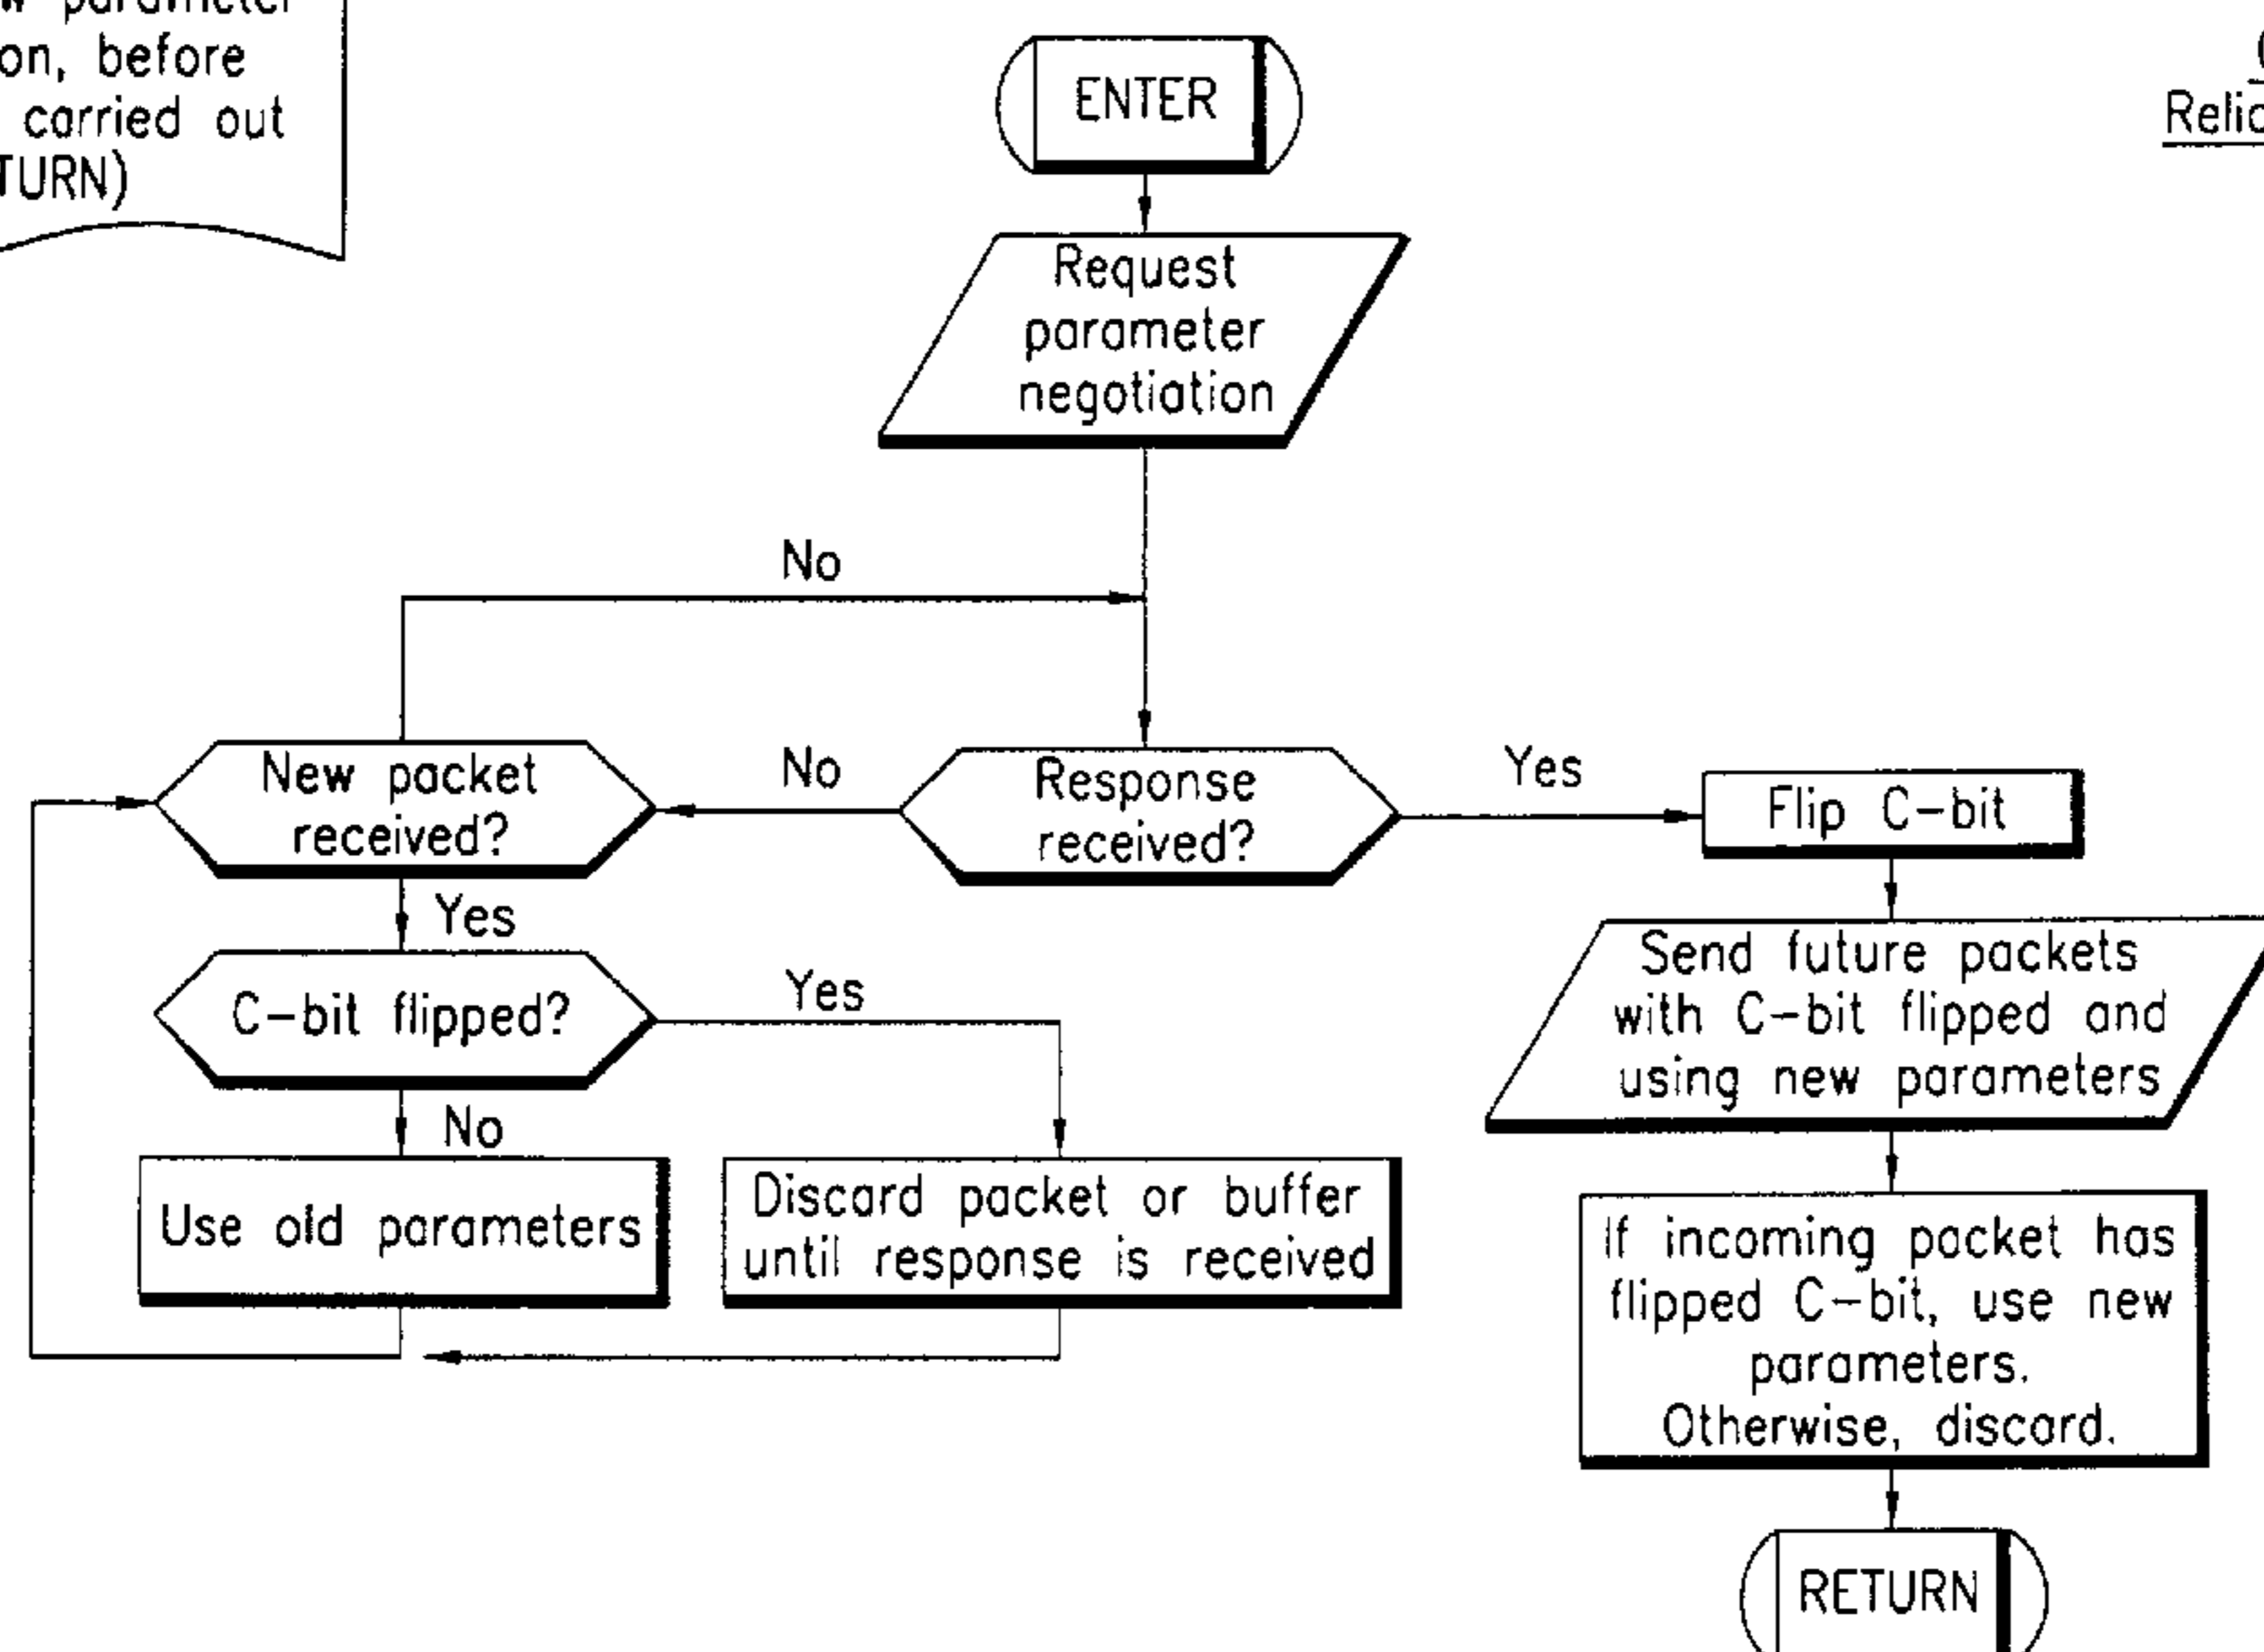 parameter
on, before
carried out
TURN)
ENTER
Request
parameter
negotiation
No
New packet
received?
No
Response
received?
Yes
Flip C-bit
Yes
C-bit flipped?
Yes
Send future packets
with C-bit flipped and
using new parameters
No
Use old parameters
Discard packet or buffer
until response is received
If incoming packet has
flipped C-bit, use new
parameters.
Otherwise, discard.
RETURN